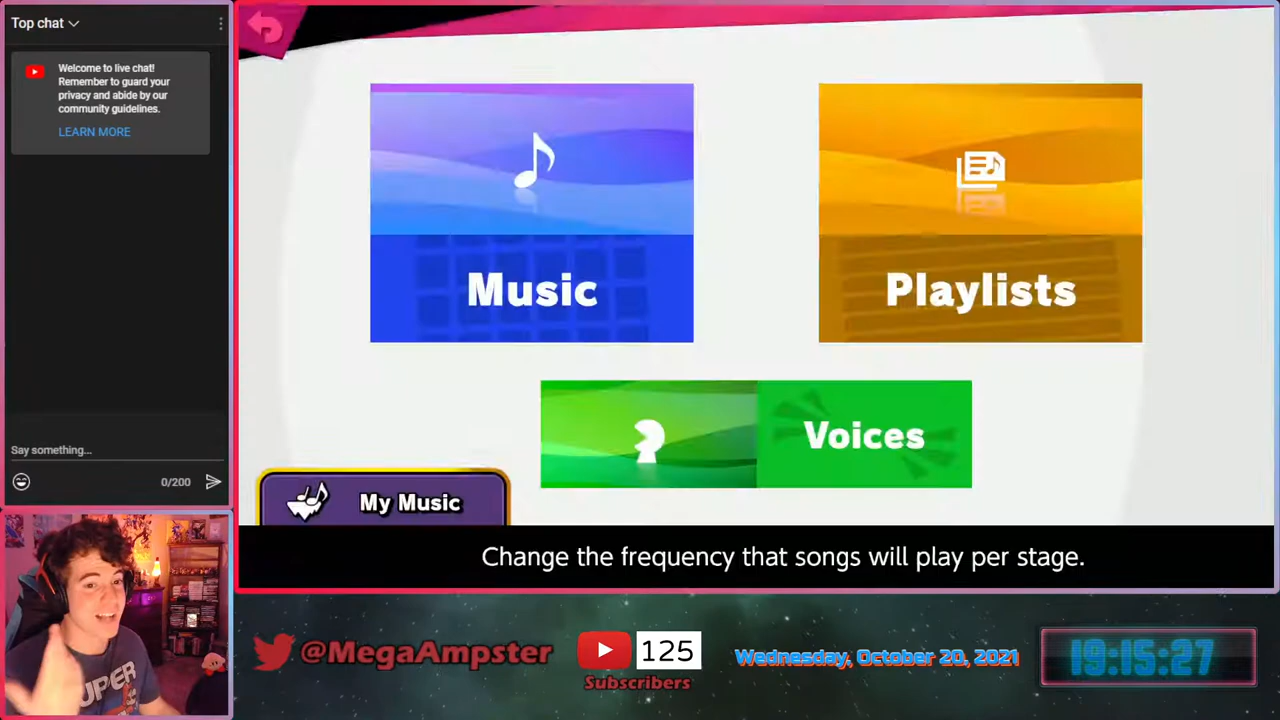 Top chat
Welcome to live chat!
Remember to guard your
privacy and abide by our
community guidelines.
LEARN MORE
Say something...
0/200
Music
Playlists
Voices
My Music
Change the frequency that songs will play per stage.
@MegaAmpster
125
Subscribers
Wednesday, October 20, 2021
19:15:27
SUPER